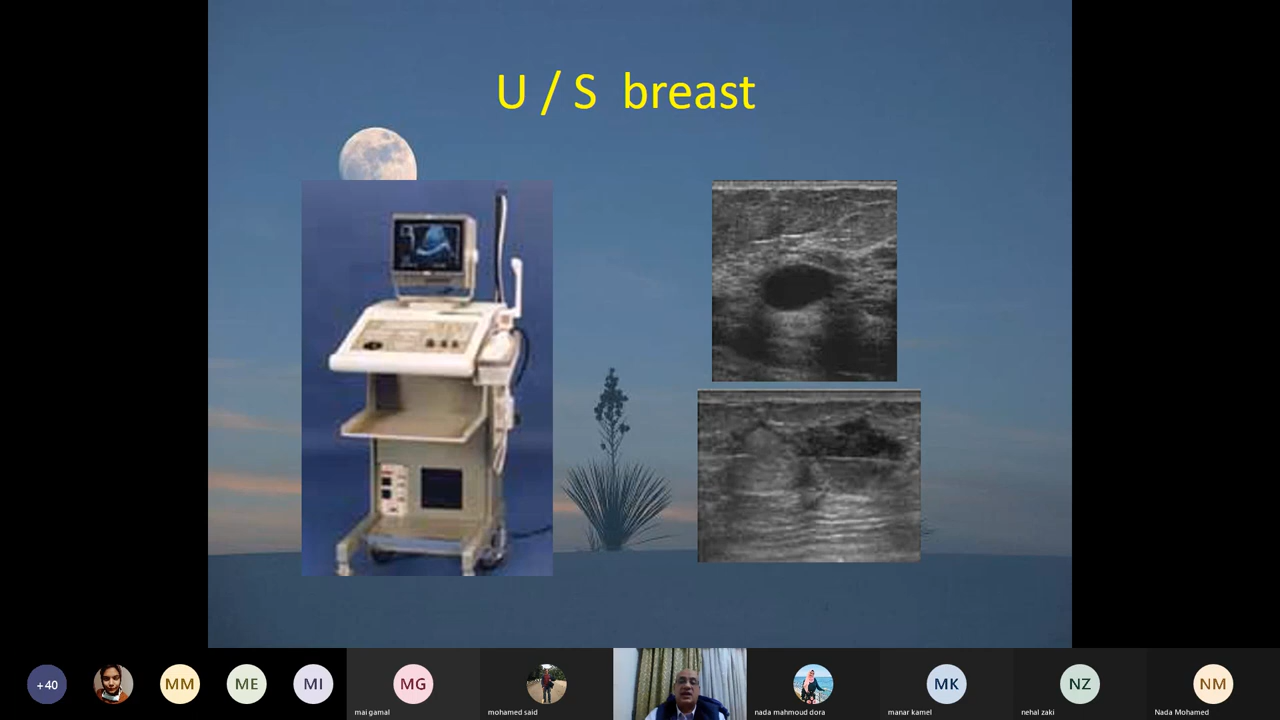 U / S  breast
+40
MM
ME
MI
MG
mai gamal
mohamed said
nada mahmoud dora
MK
manar kamel
NZ
nehal zaki
NM
Nada Mohamed